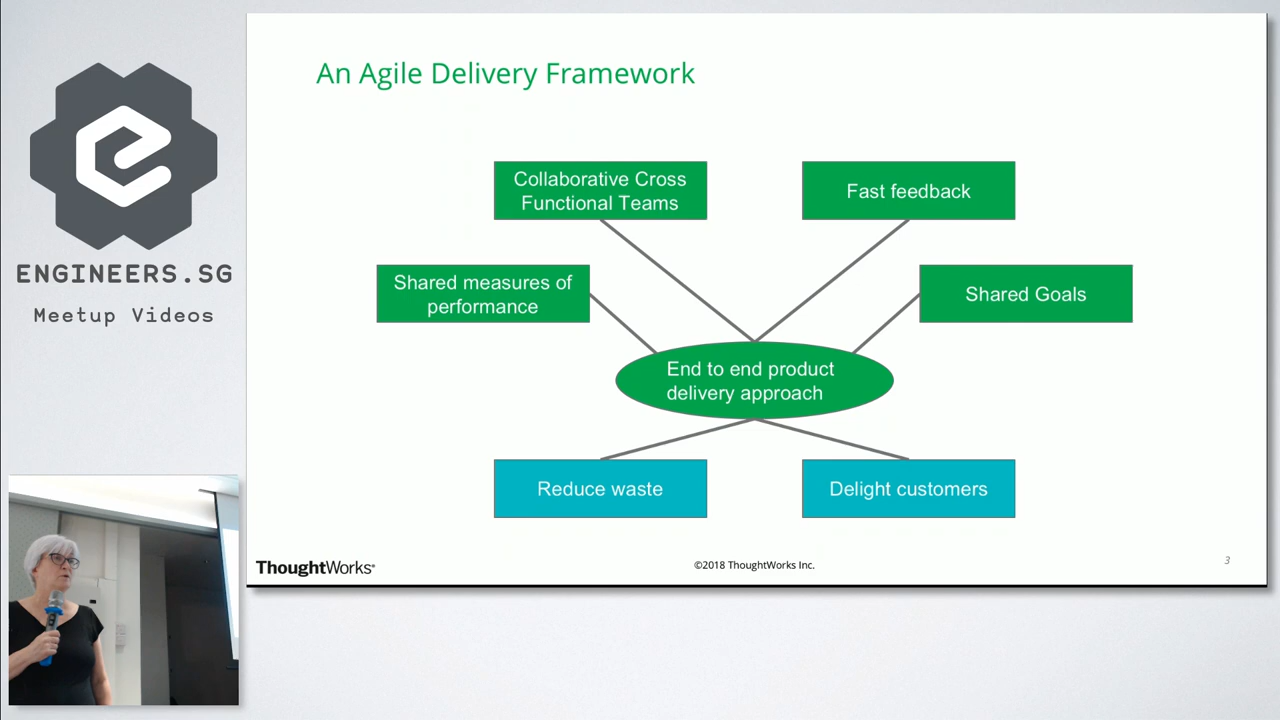 ENGINEERS.SG
Meetup Videos
An Agile Delivery Framework
Collaborative Cross
Functional Teams
Fast feedback
Shared measures of
performance
Shared Goals
End to end product
delivery approach
Reduce waste
Delight customers
ThoughtWorks®
©2018 ThoughtWorks Inc.
3